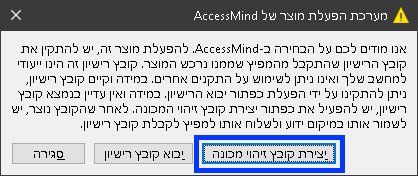 מערכת הפעלת מוצר של AccessMind
אנו מודים לכם על הבחירה ב-AccessMind. להפעלת מוצר זה, יש להתקין את
קובץ הרישיון שהתקבל מהמפיץ שממנו נרכש המוצר. קובץ רישיון זה הינו ייעודי
למחשב שלך ואינו ניתן לשימוש על התקנים אחרים. במידה וקיים קובץ רישיון,
ניתן להתקינו על ידי הפעלת כפתור יבוא הרישיון. במידה ואין עדיין בנמצא קובץ
רישיון, יש להפעיל את כפתור יצירת קובץ זיהוי המכונה. לאחר שהקובץ נוצר, יש
לשמור אותו במיקום ידוע ולשלוח אותו למפיץ לקבלת קובץ רישיון.
יצירת קובץ זיהוי מכונה יבוא קובץ רישיון סגירה